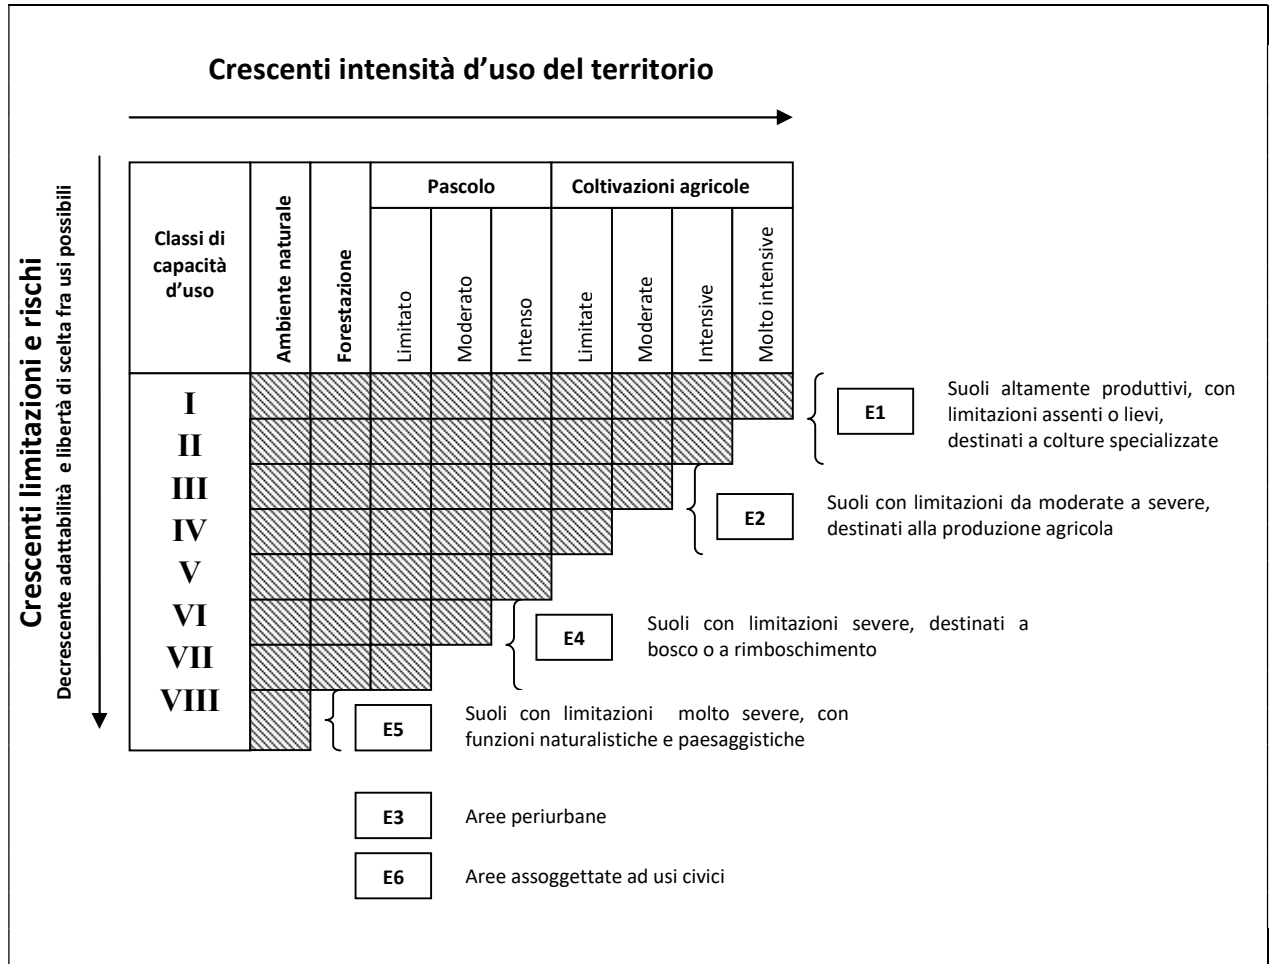 Crescenti intensità d’uso del territorio
Crescenti limitazioni e rischi
Decrescente adattabilità e libertà di scelta fra usi possibili
Classi di
capacità
d’uso
Ambiente naturale
Forestazione
Pascolo
Coltivazioni agricole
Limitato
Moderato
Intenso
Limitate
Moderate
Intensive
Molto intensive
I
II
III
IV
V
VI
VII
VIII
E1
Suoli altamente produttivi, con
limitazioni assenti o lievi,
destinati a colture specializzate
E2
Suoli con limitazioni da moderate a severe,
destinati alla produzione agricola
E4
Suoli con limitazioni severe, destinati a
bosco o a rimboschimento
E5
Suoli con limitazioni molto severe, con
funzioni naturalistiche e paesaggistiche
E3
Aree periurbane
E6
Aree assoggettate ad usi civici